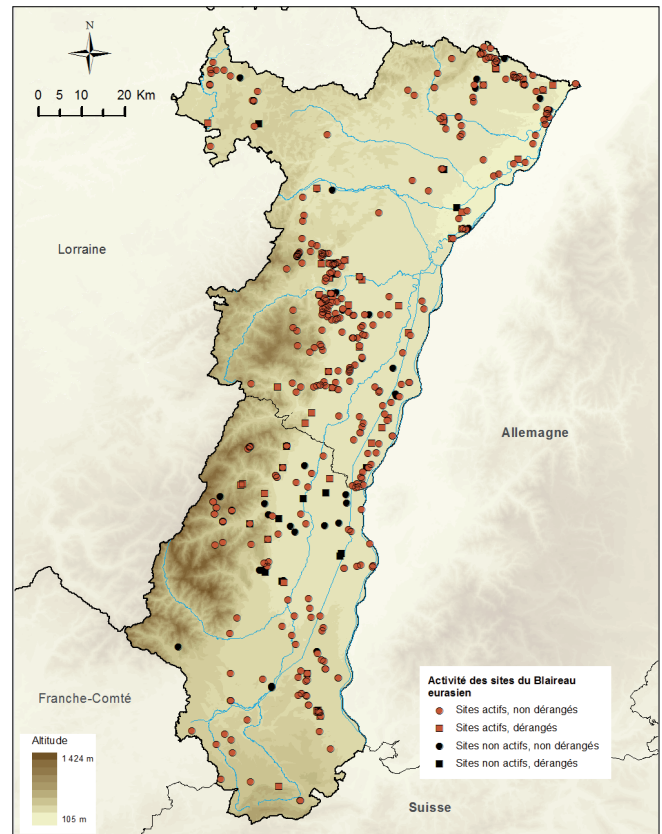 N
0 5 10 20 Km
Lorraine
Allemagne
Franche-Comté
Suisse
Activité des sites du Blaireau
eurasien
Sites actifs, non dérangés
Sites actifs, dérangés
Sites non actifs, non dérangés
Sites non actifs, dérangés
Altitude
1 424 m
105 m